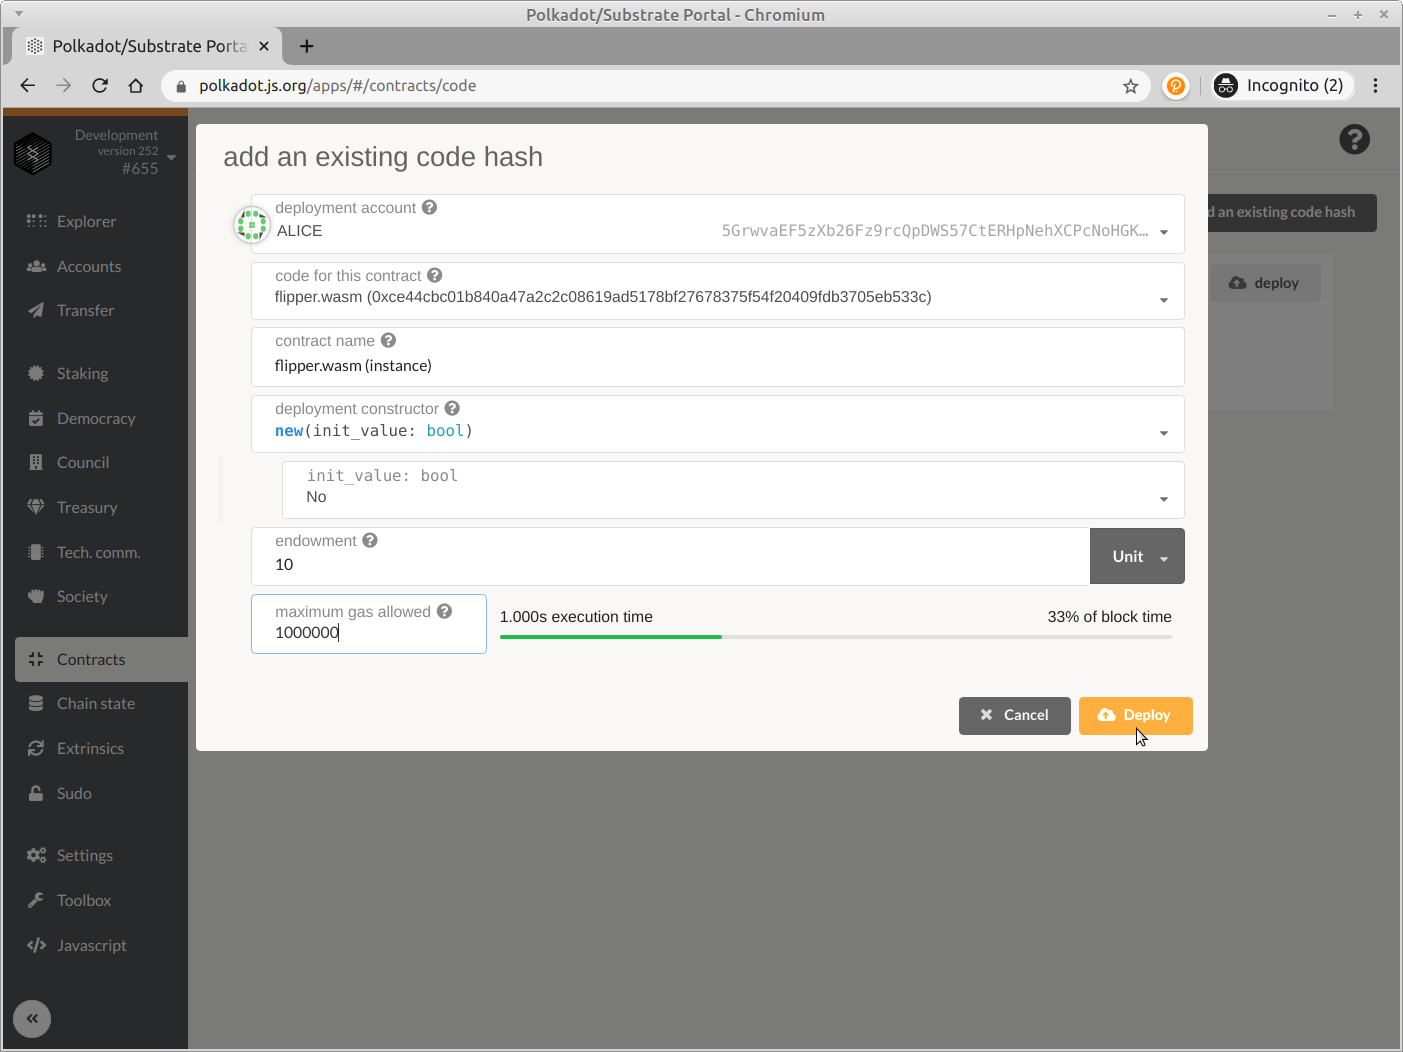 Polkadot/Substrate Portal - Chromium
Polkadot/Substrate Porta
polkadot.js.org/apps/#/contracts/code
Incognito (2)
Development
version 252
#655
Explorer
Accounts
Transfer
Staking
Democracy
Council
Treasury
Tech. comm.
Society
Contracts
Chain state
Extrinsics
Sudo
Settings
Toolbox
Javascript
add an existing code hash
deployment account
ALICE 5GrwvaEF5zXb26Fz9rcQpDWS57CtERHpNehXCPcNoHGK…
code for this contract
flipper.wasm (0xce44cbc01b840a47a2c2c08619ad5178bf27678375f54f20409fdb3705eb533c)
contract name
flipper.wasm (instance)
deployment constructor
new(init_value: bool)
init_value: bool
No
endowment
10
Unit
maximum gas allowed
1000000
1.000s execution time
33% of block time
Cancel
Deploy
d an existing code hash
deploy